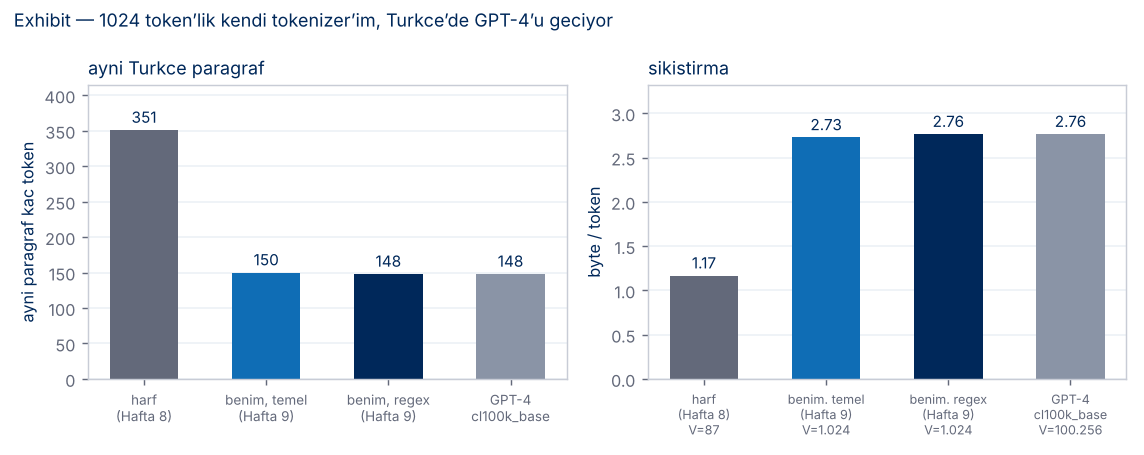 Exhibit — 1024 token’lik kendi tokenizer’im, Turkce’de GPT-4’u geciyor
ayni Turkce paragraf
ayni paragraf kac token
400
350
300
250
200
150
100
50
0
351
150
148
148
harf
(Hafta 8)
benim, temel
(Hafta 9)
benim, regex
(Hafta 9)
GPT-4
cl100k_base
sikistirma
byte / token
3.0
2.5
2.0
1.5
1.0
0.5
0.0
1.17
2.73
2.76
2.76
harf
(Hafta 8)
V=87
benim. temel
(Hafta 9)
V=1.024
benim. regex
(Hafta 9)
V=1.024
GPT-4
cl100k_base
V=100.256